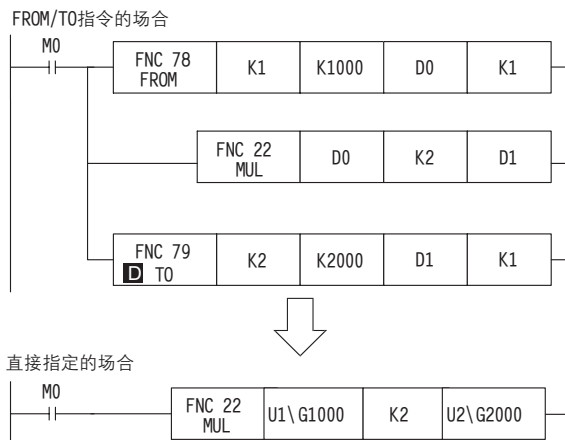 FROM/TO指令的场合
M0
FNC 78 FROM K1 K1000 D0 K1
FNC 22 MUL D0 K2 D1
FNC 79 D TO K2 K2000 D1 K1
直接指定的场合
M0
FNC 22 MUL U1\G1000 K2 U2\G2000